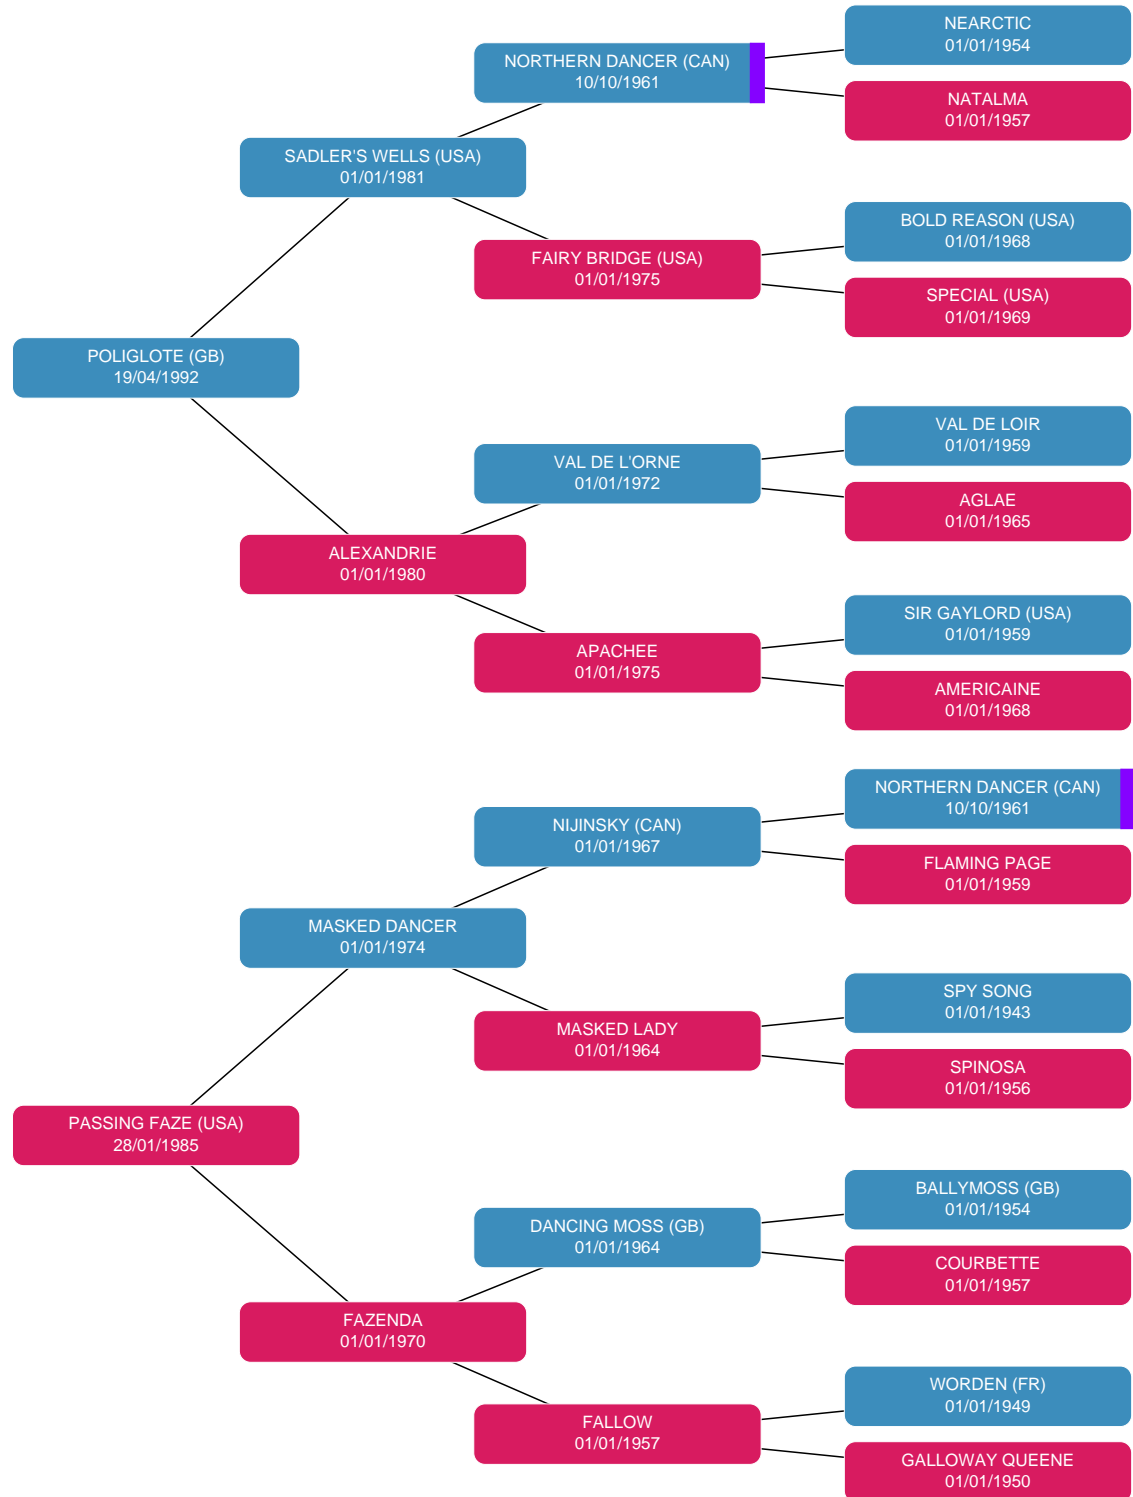 NEARCTIC
01/01/1954
NORTHERN DANCER (CAN)
10/10/1961
NATALMA
01/01/1957
SADLER'S WELLS (USA)
01/01/1981
BOLD REASON (USA)
01/01/1968
FAIRY BRIDGE (USA)
01/01/1975
SPECIAL (USA)
01/01/1969
POLIGLOTE (GB)
19/04/1992
VAL DE LOIR
01/01/1959
VAL DE L'ORNE
01/01/1972
AGLAE
01/01/1965
ALEXANDRIE
01/01/1980
SIR GAYLORD (USA)
01/01/1959
APACHEE
01/01/1975
AMERICAINE
01/01/1968
NORTHERN DANCER (CAN)
10/10/1961
NIJINSKY (CAN)
01/01/1967
FLAMING PAGE
01/01/1959
MASKED DANCER
01/01/1974
SPY SONG
01/01/1943
MASKED LADY
01/01/1964
SPINOSA
01/01/1956
PASSING FAZE (USA)
28/01/1985
BALLYMOSS (GB)
01/01/1954
DANCING MOSS (GB)
01/01/1964
COURBETTE
01/01/1957
FAZENDA
01/01/1970
WORDEN (FR)
01/01/1949
FALLOW
01/01/1957
GALLOWAY QUEENE
01/01/1950